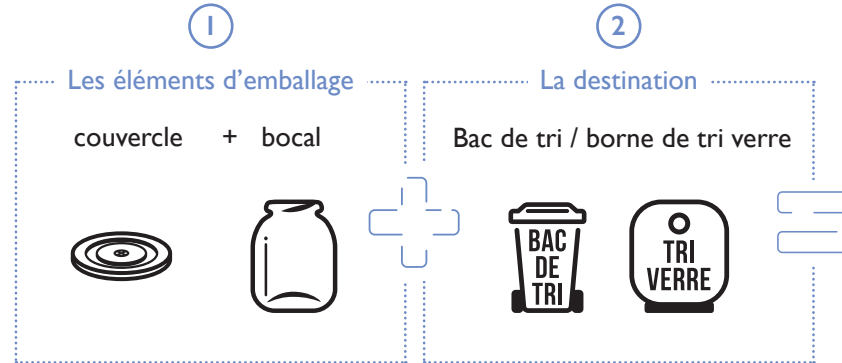 1
2
Les éléments d’emballage
La destination
couvercle + bocal
Bac de tri / borne de tri verre
BAC
DE
TRI
TRI
VERRE